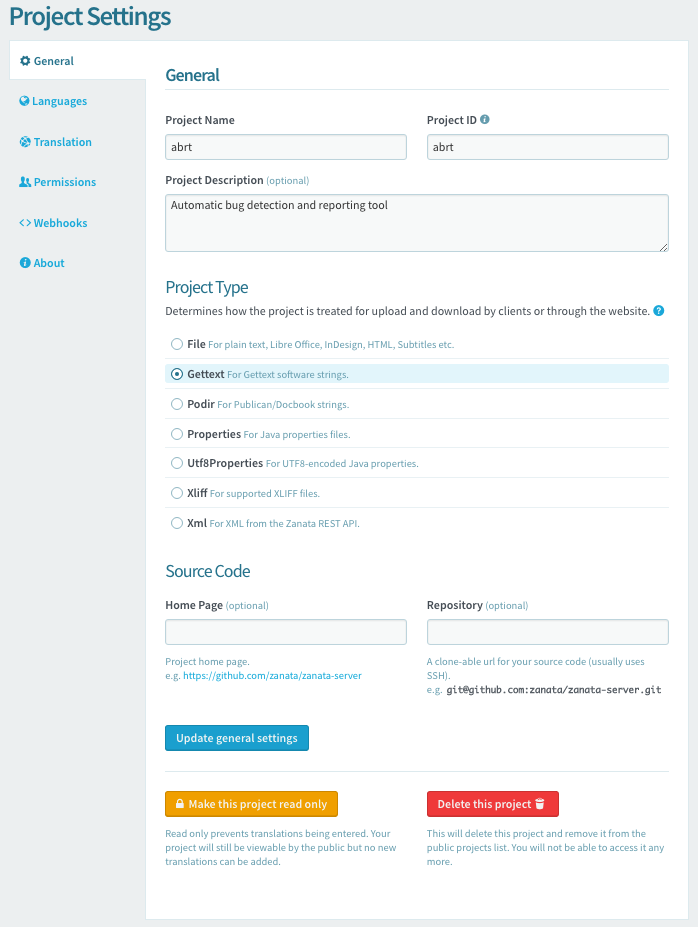 Project Settings
General
Languages
Translation
Permissions
Webhooks
About
General
Project Name
Project ID
abrt
abrt
Project Description (optional)
Automatic bug detection and reporting tool
Project Type
Determines how the project is treated for upload and download by clients or through the website.
File For plain text, Libre Office, InDesign, HTML, Subtitles etc.
Gettext For Gettext software strings.
Podir For Publican/Docbook strings.
Properties For Java properties files.
Utf8Properties For UTF8-encoded Java properties.
Xliff For supported XLIFF files.
Xml For XML from the Zanata REST API.
Source Code
Home Page (optional)
Repository (optional)
Project home page.
e.g. https://github.com/zanata/zanata-server
A clone-able url for your source code (usually uses
SSH).
e.g. git@github.com:zanata/zanata-server.git
Update general settings
Make this project read only
Delete this project
Read only prevents translations being entered. Your
project will still be viewable by the public but no new
translations can be added.
This will delete this project and remove it from the
public projects list. You will not be able to access it any
more.